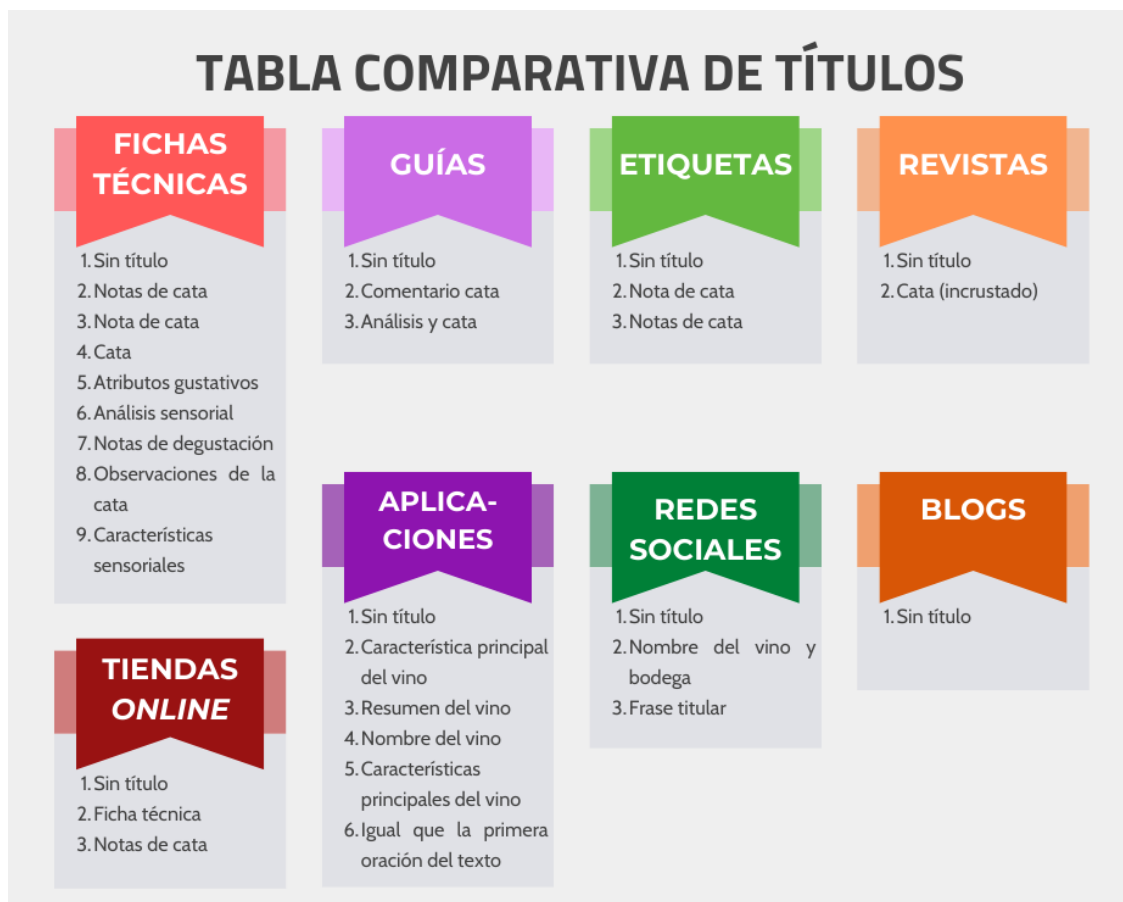 TABLA COMPARATIVA DE TÍTULOS
FICHAS
TÉCNICAS
1. Sin título
2. Notas de cata
3. Nota de cata
4. Cata
5. Atributos gustativos
6. Análisis sensorial
7. Notas de degustación
8. Observaciones de la
cata
9. Características
sensoriales
GUÍAS
1. Sin título
2. Comentario cata
3. Análisis y cata
ETIQUETAS
1. Sin título
2. Nota de cata
3. Notas de cata
REVISTAS
1. Sin título
2. Cata (incrustado)
TIENDAS
ONLINE
1. Sin título
2. Ficha técnica
3. Notas de cata
APLICA-
CIONES
1. Sin título
2. Característica principal
del vino
3. Resumen del vino
4. Nombre del vino
5. Características
principales del vino
6. Igual que la primera
oración del texto
REDES
SOCIALES
1. Sin título
2. Nombre del vino y
bodega
3. Frase titular
BLOGS
1. Sin título